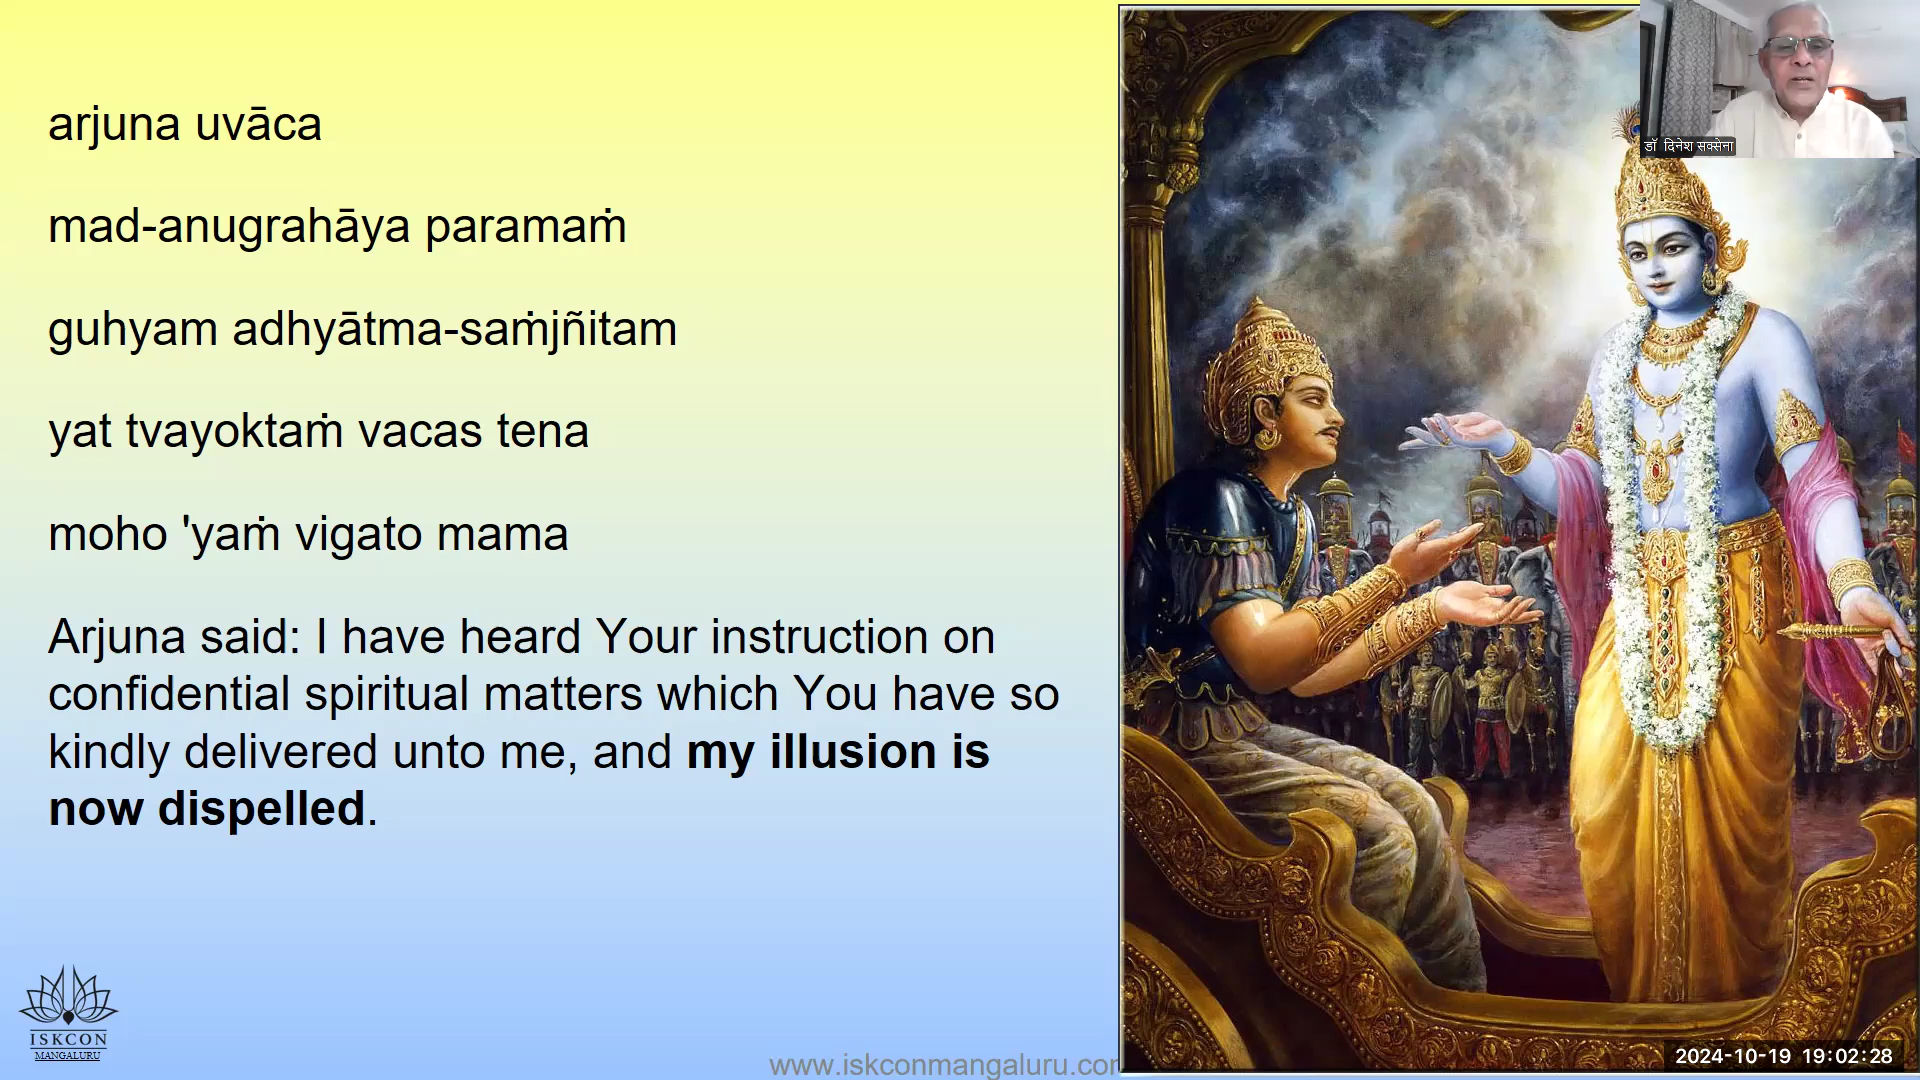 arjuna uvāca
mad-anugrahāya paramaṁ
guhyam adhyātma-saṁjñitam
yat tvayoktaṁ vacas tena
moho 'yaṁ vigato mama
Arjuna said: I have heard Your instruction on
confidential spiritual matters which You have so
kindly delivered unto me, and my illusion is
now dispelled.
डॉ दिनेश सक्सेना
ISKCON
MANGALURU
www.iskconmangaluru.cor
2024-10-19 19:02:28